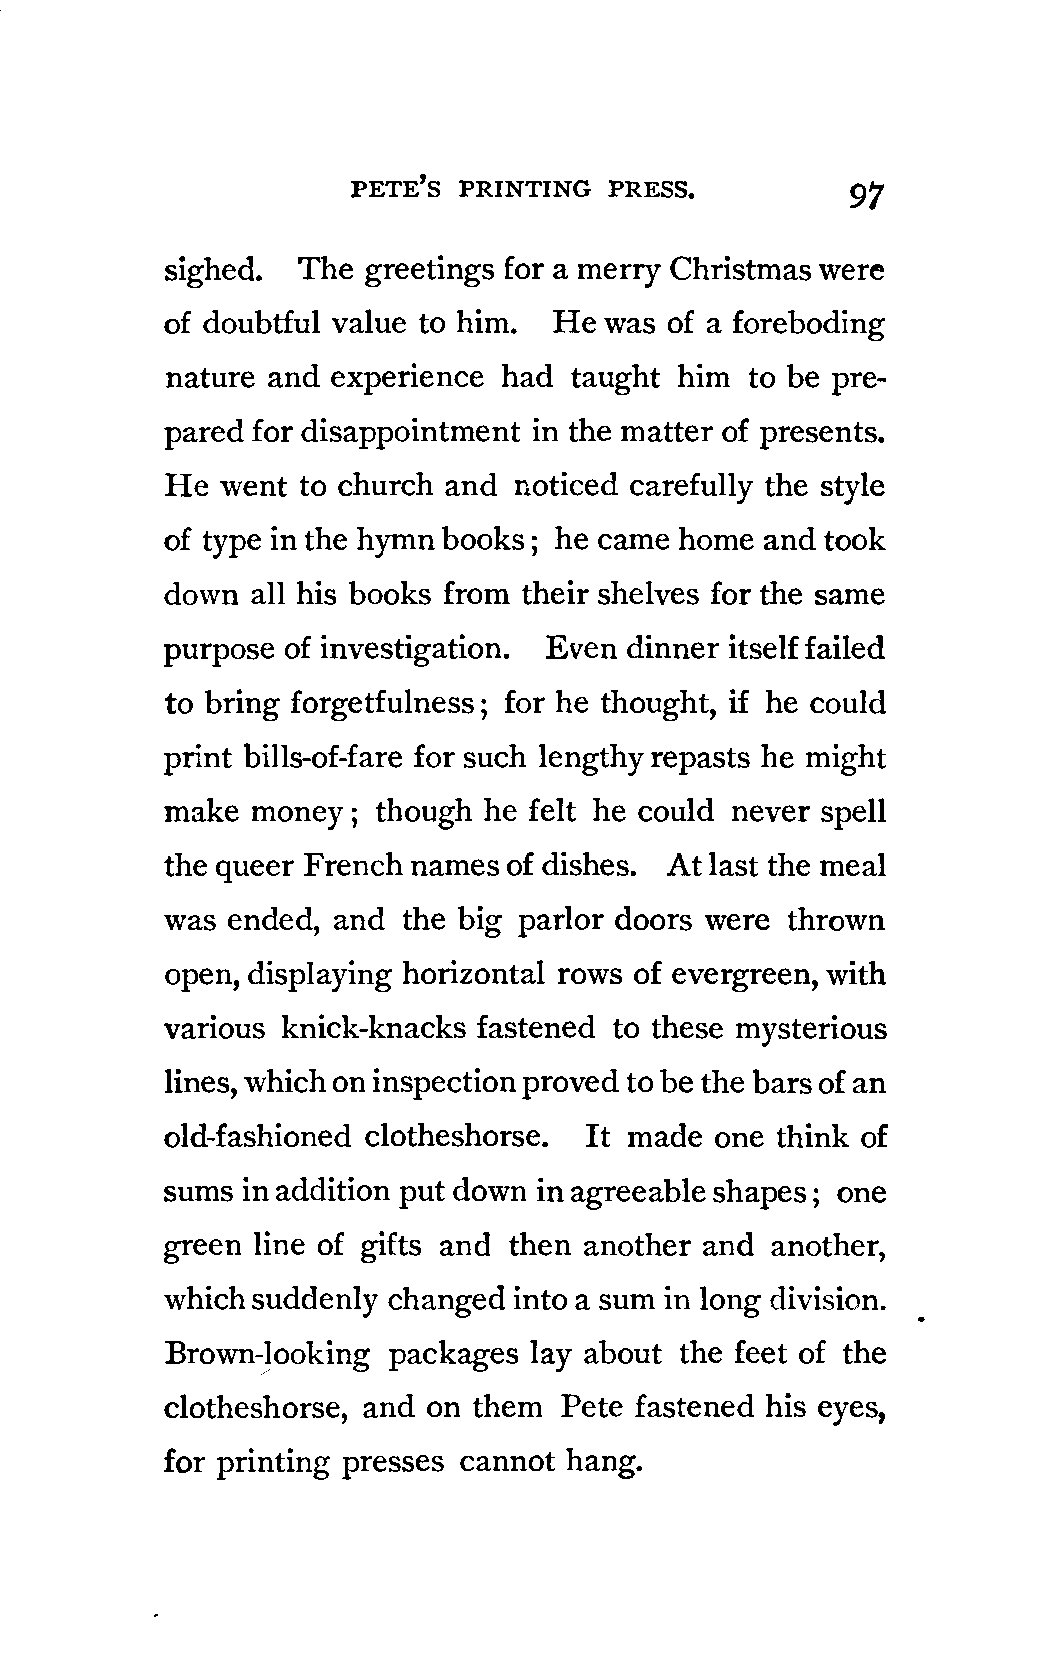 PETE'S PRINTING PRESS. 97
sighed. The greetings for a merry Christmas were
of doubtful value to him. He was of a foreboding
nature and experience had taught him to be pre-
pared for disappointment in the matter of presents.
He went to church and noticed carefully the style
of type in the hymn books; he came home and took
down all his books from their shelves for the same
purpose of investigation. Even dinner itself failed
to bring forgetfulness; for he thought, if he could
print bills-of-fare for such lengthy repasts he might
make money; though he felt he could never spell
the queer French names of dishes. At last the meal
was ended, and the big parlor doors were thrown
open, displaying horizontal rows of evergreen, with
various knick-knacks fastened to these mysterious
lines, which on inspection proved to be the bars of an
old-fashioned clotheshorse. It made one think of
sums in addition put down in agreeable shapes; one
green line of gifts and then another and another,
which suddenly changed into a sum in long division.
Brown-looking packages lay about the feet of the
clotheshorse, and on them Pete fastened his eyes,
for printing presses cannot hang.